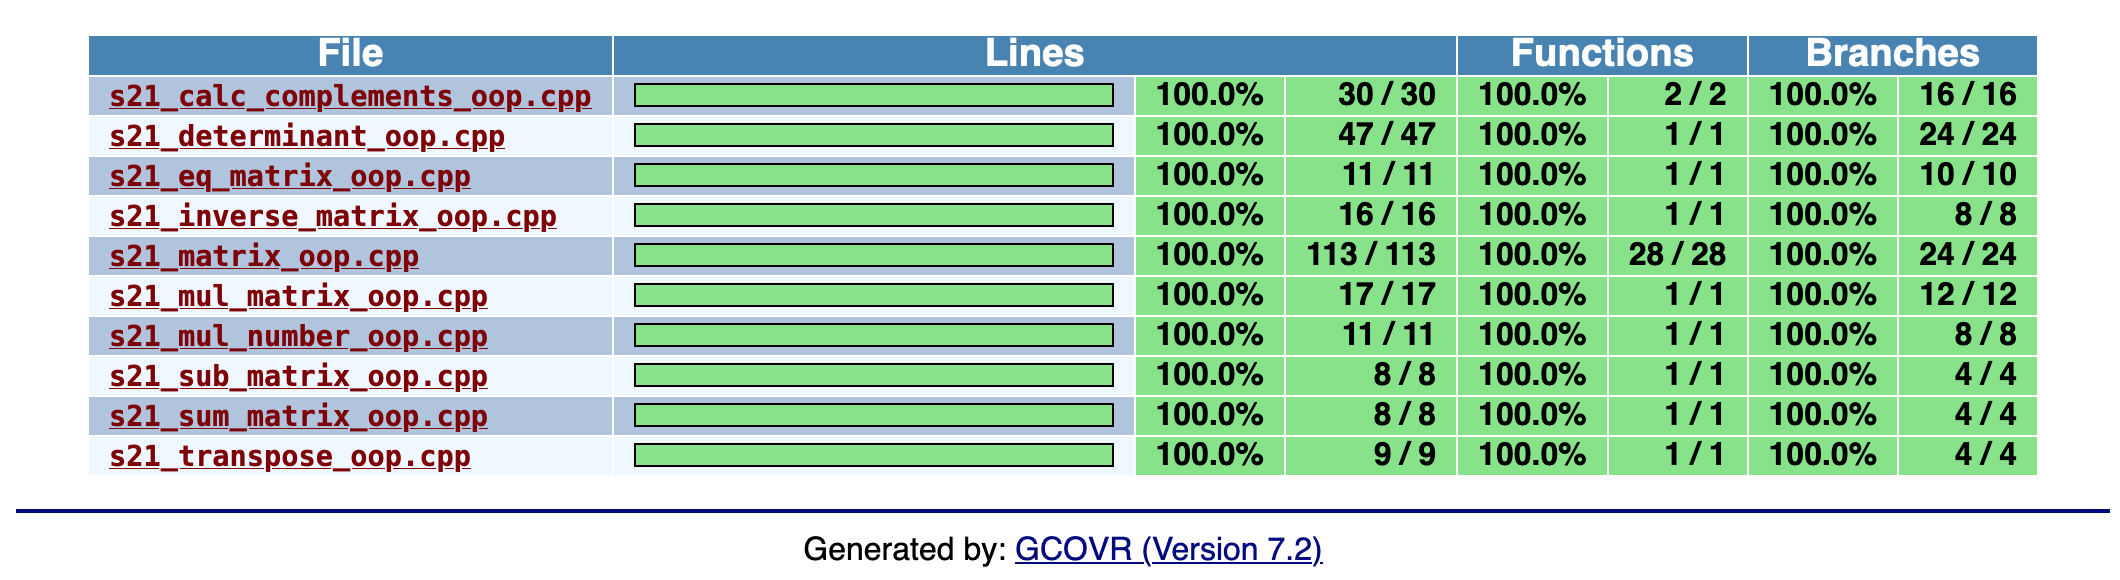 File Lines Functions Branches
s21_calc_complements_oop.cpp 100.0% 30 / 30 100.0% 2 / 2 100.0% 16 / 16
s21_determinant_oop.cpp 100.0% 47 / 47 100.0% 1 / 1 100.0% 24 / 24
s21_eq_matrix_oop.cpp 100.0% 11 / 11 100.0% 1 / 1 100.0% 10 / 10
s21_inverse_matrix_oop.cpp 100.0% 16 / 16 100.0% 1 / 1 100.0% 8 / 8
s21_matrix_oop.cpp 100.0% 113 / 113 100.0% 28 / 28 100.0% 24 / 24
s21_mul_matrix_oop.cpp 100.0% 17 / 17 100.0% 1 / 1 100.0% 12 / 12
s21_mul_number_oop.cpp 100.0% 11 / 11 100.0% 1 / 1 100.0% 8 / 8
s21_sub_matrix_oop.cpp 100.0% 8 / 8 100.0% 1 / 1 100.0% 4 / 4
s21_sum_matrix_oop.cpp 100.0% 8 / 8 100.0% 1 / 1 100.0% 4 / 4
s21_transpose_oop.cpp 100.0% 9 / 9 100.0% 1 / 1 100.0% 4 / 4
Generated by: GCOVR (Version 7.2)